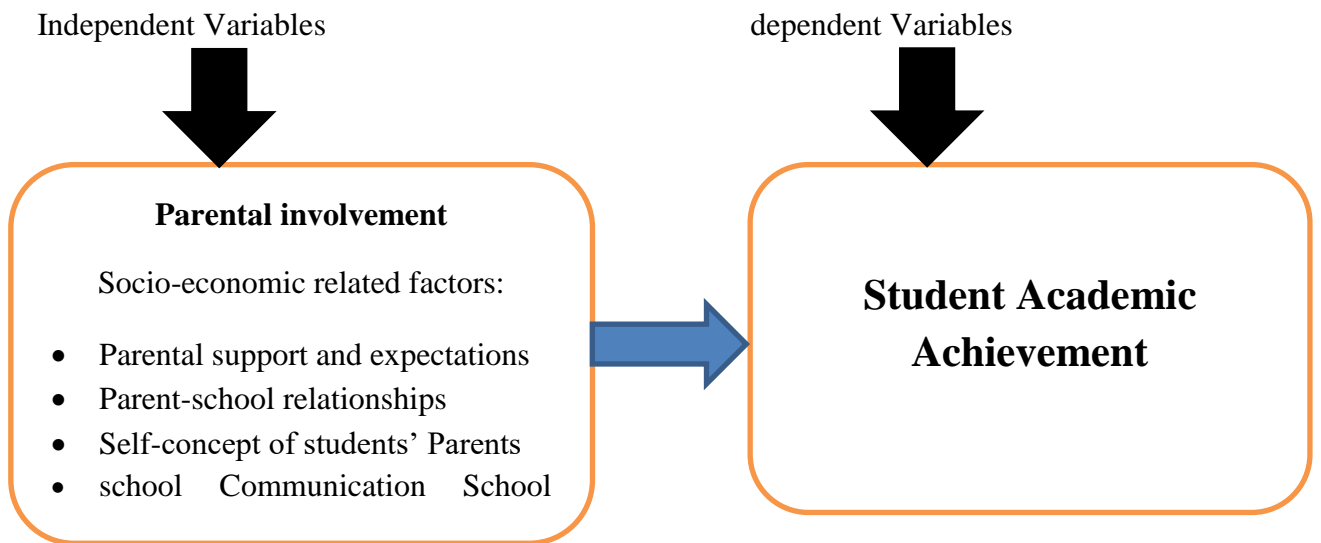 Independent Variables
dependent Variables
Parental involvement
Socio-economic related factors:
• Parental support and expectations
• Parent-school relationships
• Self-concept of students’ Parents
• school Communication School
Student Academic
Achievement